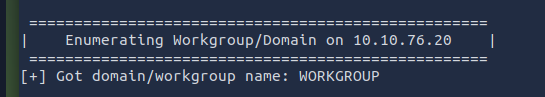 ==================================================
|    Enumerating Workgroup/Domain on 10.10.76.20    |
==================================================
[+] Got domain/workgroup name: WORKGROUP